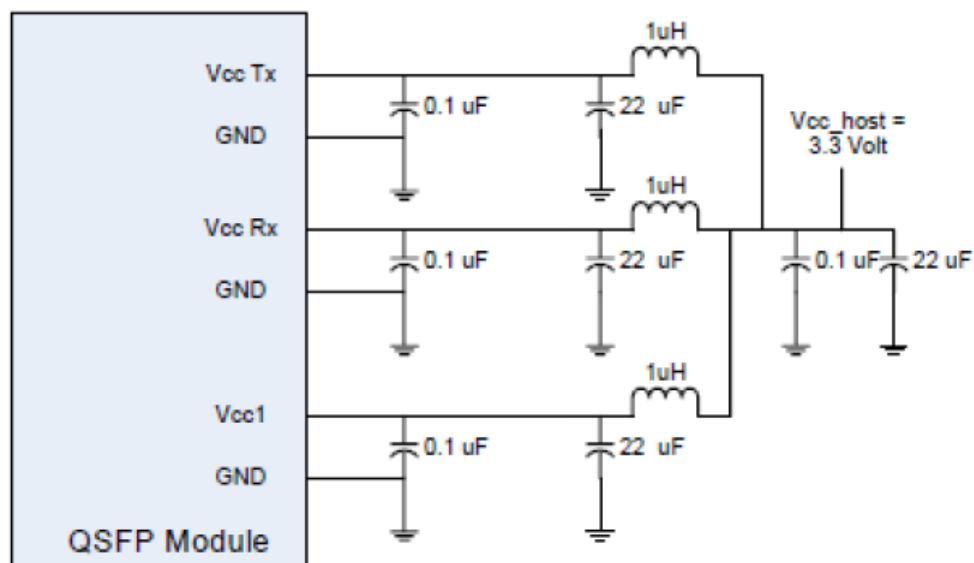 1uH
Vcc Tx
0.1 uF
22 uF
GND
Vcc_host =
3.3 Volt
1uH
Vcc Rx
0.1 uF
22 uF
0.1 uF
22 uF
GND
1uH
Vcc1
0.1 uF
22 uF
GND
QSFP Module